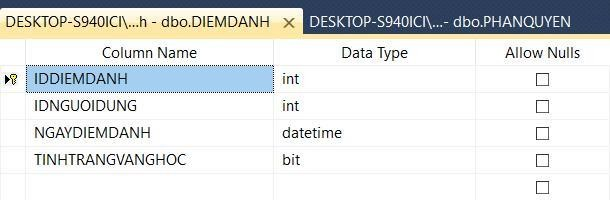 DESKTOP-S940ICI\...h - dbo.DIEMDANH
DESKTOP-S940ICI\...- dbo.PHANQUYEN
Column Name Data Type Allow Nulls
IDDIEMDANH int
IDNGUOIDUNG int
NGAYDIEMDANH datetime
TINHTRANGVANGHOC bit